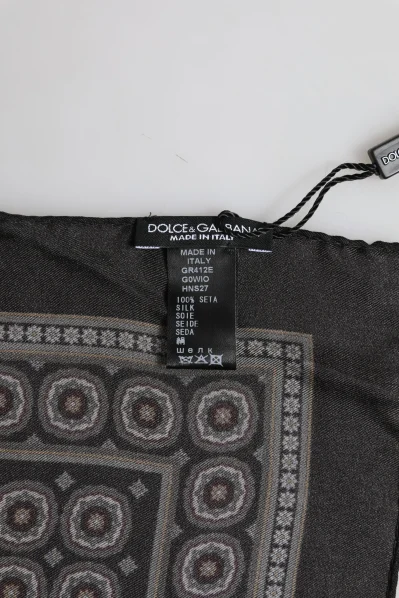 DOLCE & GABBANA
MADE IN ITALY
MADE IN
ITALY
GR412E
G0WIO
HNS27
100% SETA
SILK
SOIE
SEIDE
SEDA
絹
шелк
DOLC